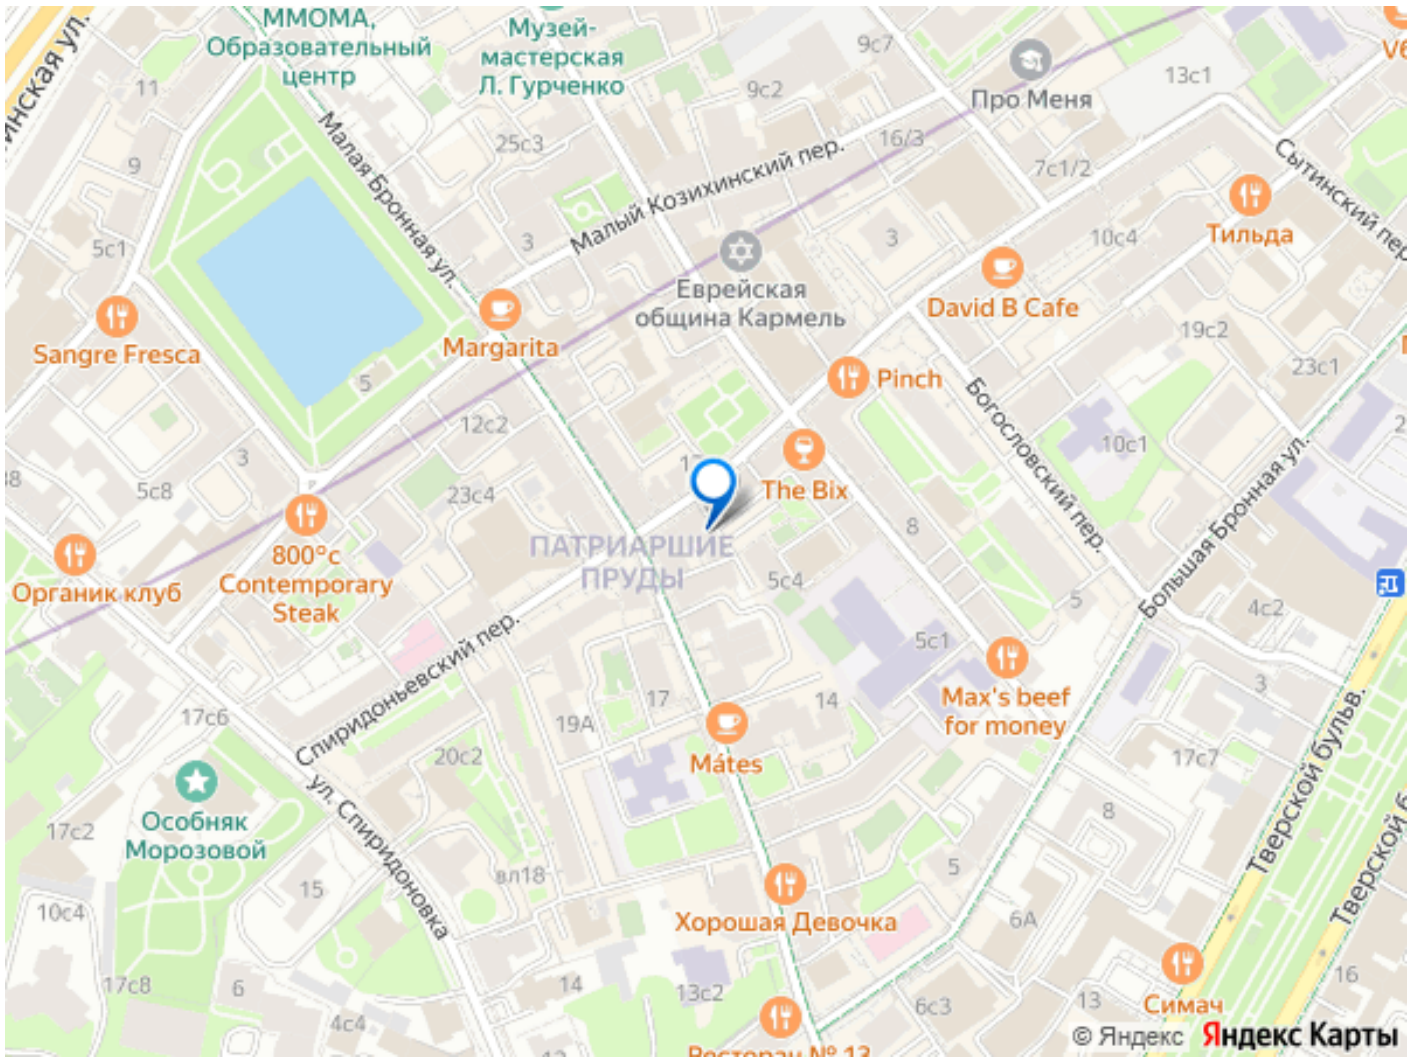 ММОМА,
Образовательный
центр
Музей-
мастерская
Л. Гурченко
9с7
13с1
Про Меня
9с2
11
25с3
16/3
7с1/2
Малая Бронная ул.
Малый Козихинский пер.
Сытинский пер.
9
5с1
3
3
10с4
Тильда
Еврейская
община Кармель
David B Cafe
Sangre Fresca
Margarita
19с2
23с1
5
Pinch
Богословский пер.
12с2
10с1
3
5с8
23с4
The Bix
8
Большая Бронная ул.
ПАТРИАРШИЕ
ПРУДЫ
800°с
Contemporary
Steak
Органик клуб
5с4
5
4с2
Спиридоньевский пер.
5с1
3
17с6
17
14
19А
Max's beef
for money
20с2
Mátes
17с7
Тверской бульв.
Особняк
Морозовой
17с2
ул. Спиридоновка
8
15
вл18
5
10с4
Хорошая Девочка
6А
17с8
6
14
13с2
16
4с4
6с3
13
Симач
Ресторан № 13
© Яндекс Яндекс Карты